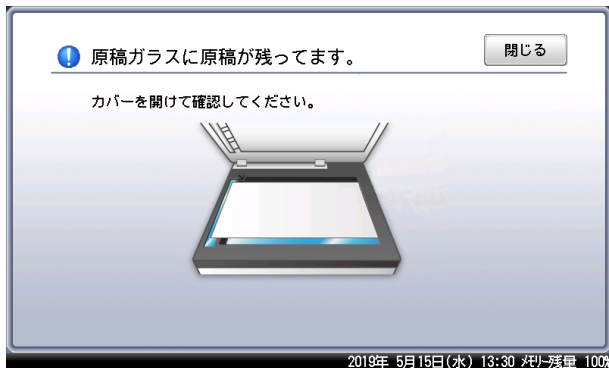 原稿ガラスに原稿が残ってます。
閉じる
カバーを開けて確認してください。
2019年 5月15日(水) 13:30 ﾒﾓﾘｰ残量 100%